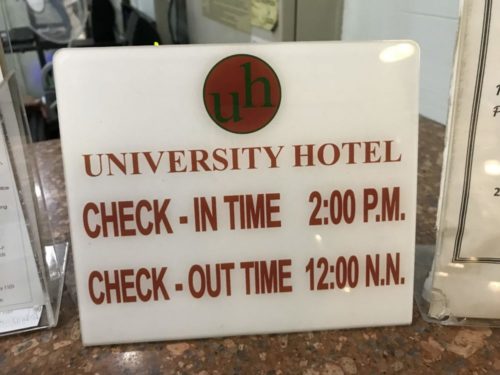 uh
UNIVERSITY HOTEL
CHECK - IN TIME 2:00 P.M.
CHECK - OUT TIME 12:00 N.N.